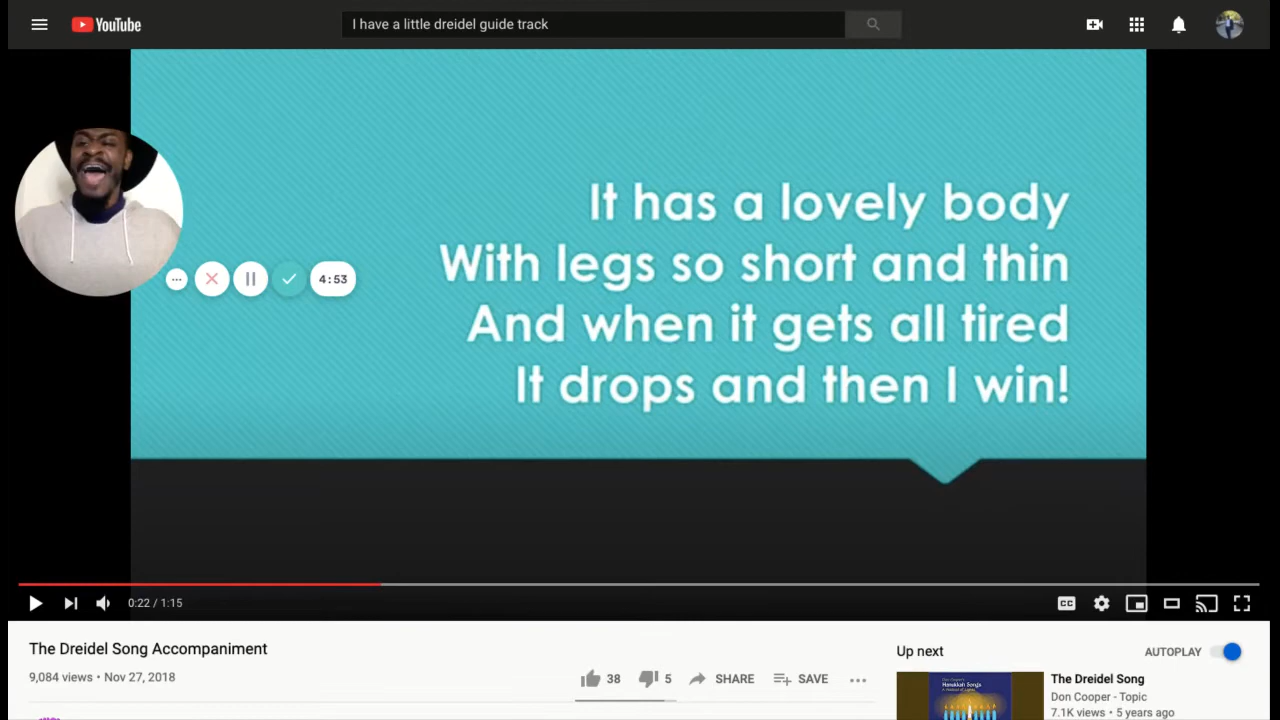 YouTube
I have a little dreidel guide track
It has a lovely body
With legs so short and thin
And when it gets all tired
It drops and then I win!
4:53
0:22 / 1:15
CC
The Dreidel Song Accompaniment
9,084 views • Nov 27, 2018
38
5
SHARE
SAVE
Up next
AUTOPLAY
Hanukkah Songs
The Dreidel Song
Don Cooper - Topic
7.1K views • 5 years ago